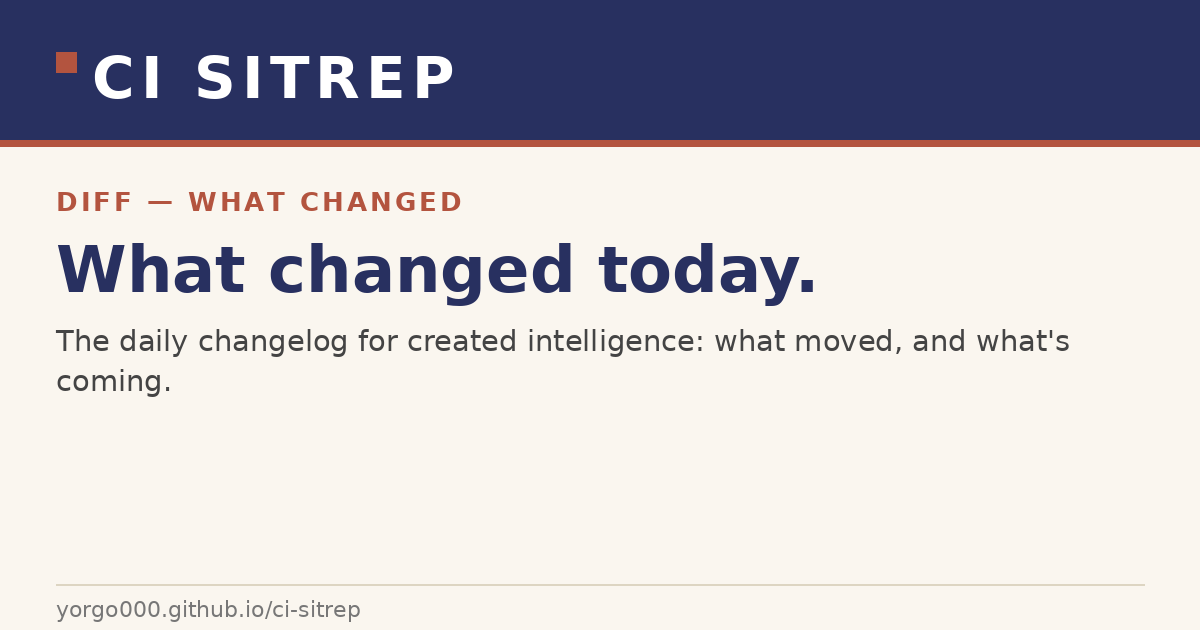 CI SITREP
DIFF — WHAT CHANGED
What changed today.
The daily changelog for created intelligence: what moved, and what's
coming.
yorgo000.github.io/ci-sitrep